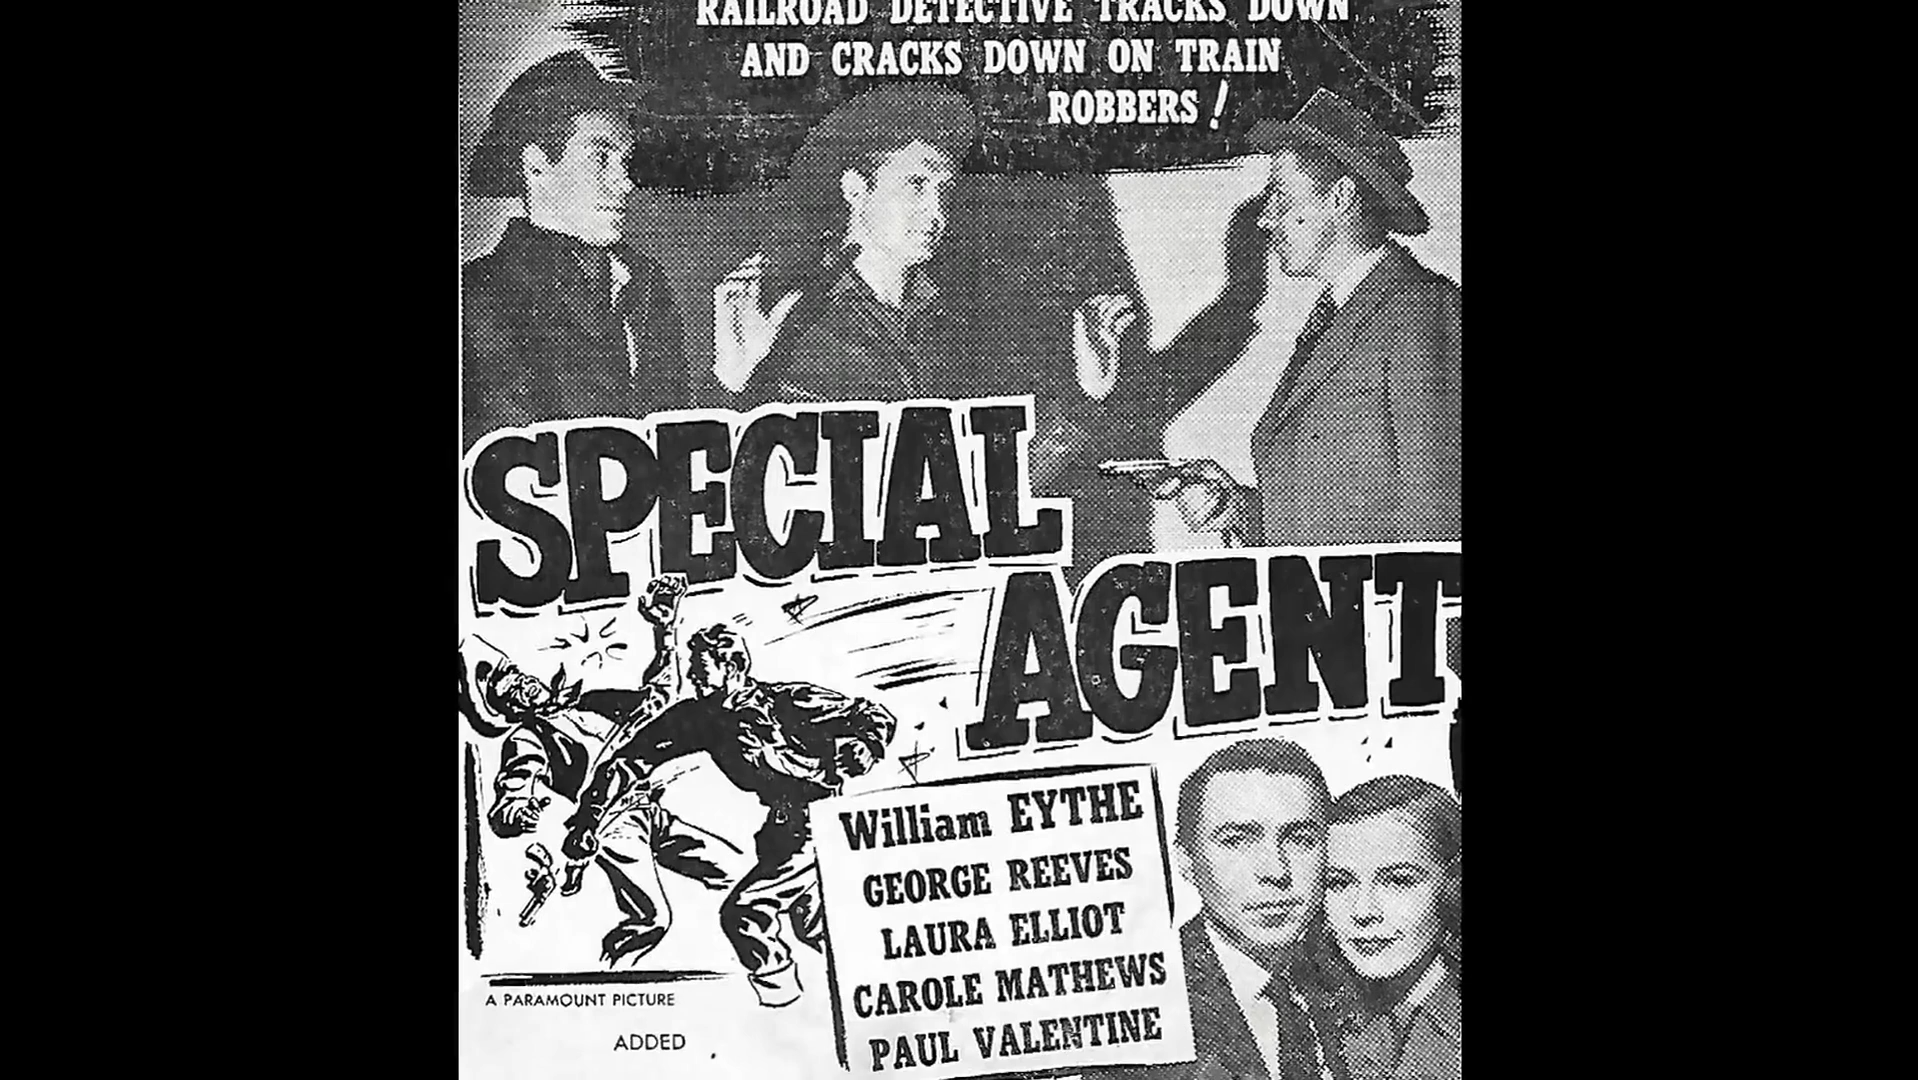 RAILROAD DETECTIVE TRACKS DOWN
AND CRACKS DOWN ON TRAIN
ROBBERS!
SPECIAL
AGENT
William EYTHE
GEORGE REEVES
LAURA ELLIOT
CAROLE MATHEWS
PAUL VALENTINE
A PARAMOUNT PICTURE
ADDED